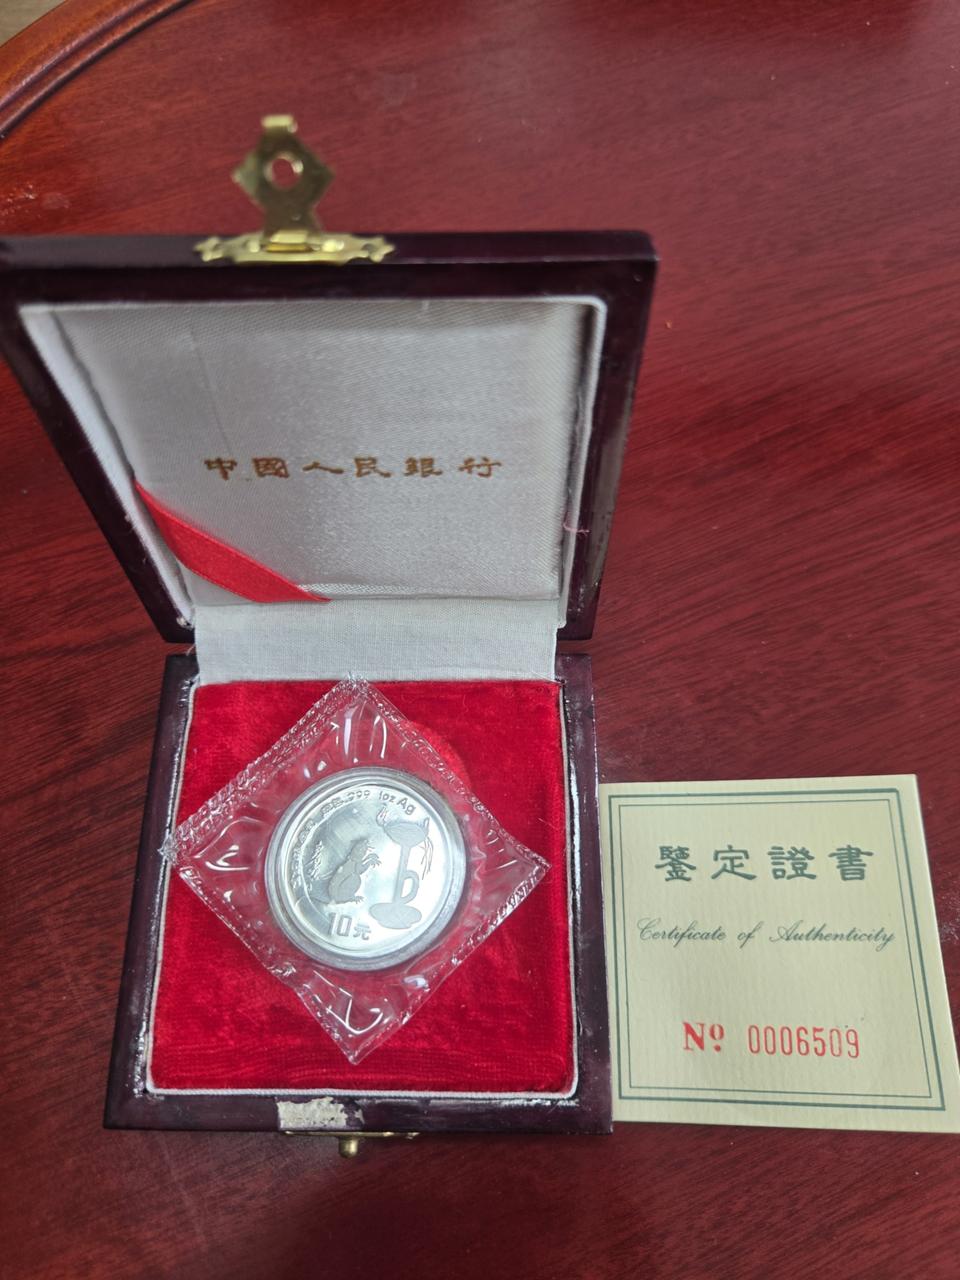 中國人民銀行
.999 1oz Ag
10元
鑒定證書
Certificate of Authenticity
Nº 0006509